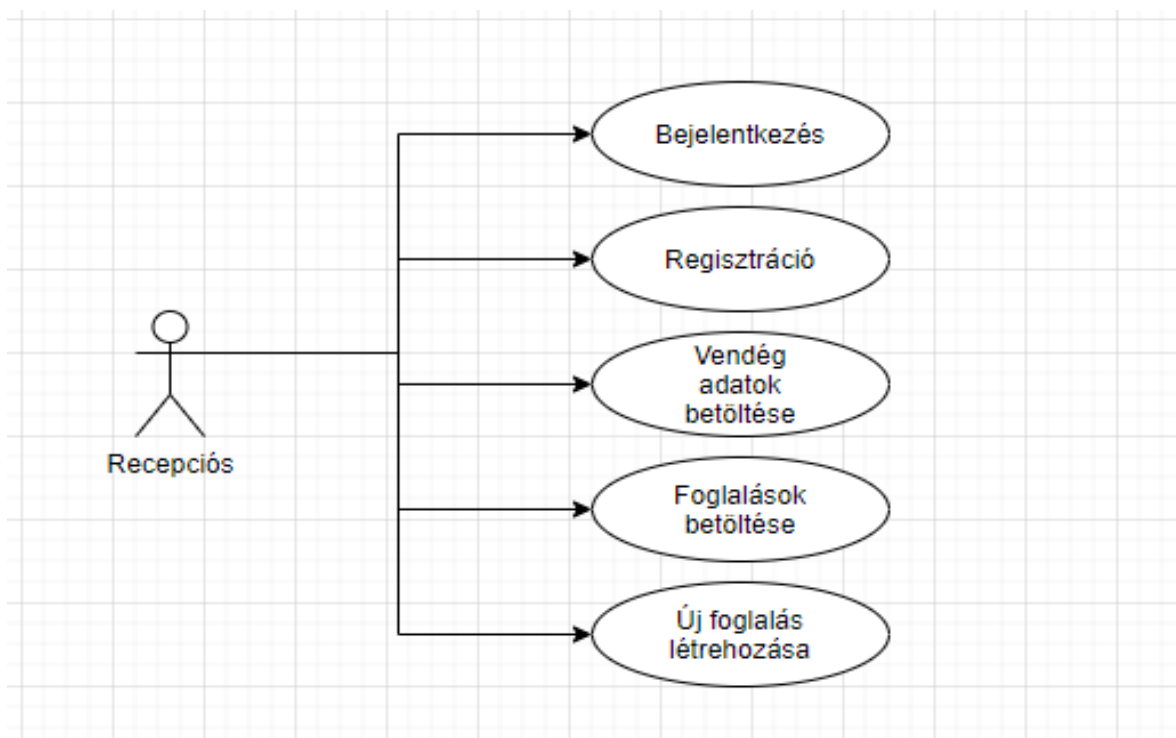 Bejelentkezés
Regisztráció
Vendég
adatok
betöltése
Recepciós
Foglalások
betöltése
Új foglalás
létrehozása